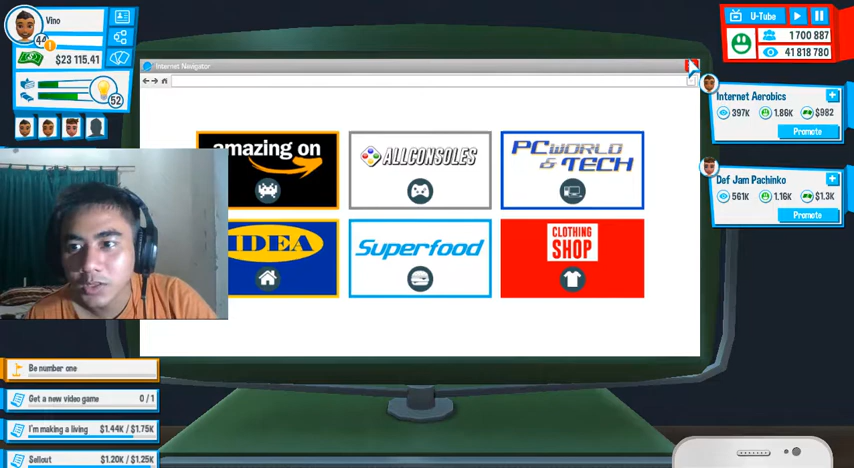 Vino
44
!
$23 115,41
52
Internet Navigator
amazing on
ALLCONSOLES
PC WORLD
& TECH
IDEA
Superfood
CLOTHING
SHOP
U-Tube
1 700 887
41 818 780
Internet Aerobics
397K 1.86K $982
Promote
Def Jam Pachinko
561K 1.16K $1.3K
Promote
Be number one
Get a new video game 0 / 1
I'm making a living $1.44K / $1.75K
Sellout $1.20K / $1.25K